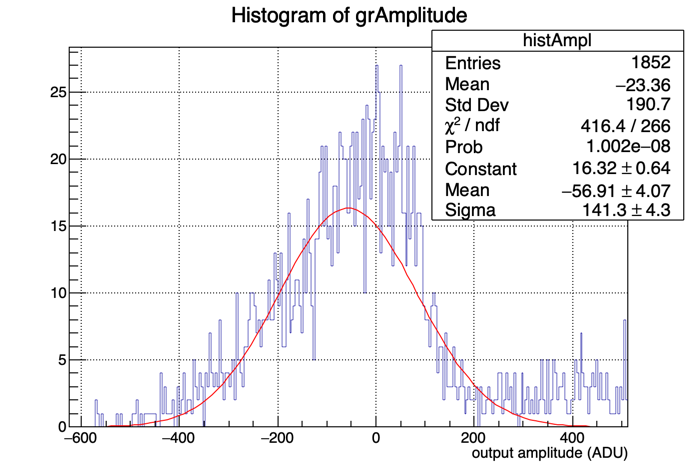 Histogram of grAmplitude
histAmpl
Entries 1852
Mean −23.36
Std Dev 190.7
χ² / ndf 416.4 / 266
Prob 1.002e−08
Constant 16.32 ± 0.64
Mean −56.91 ± 4.07
Sigma 141.3 ± 4.3
25
20
15
10
5
0
−600 −400 −200 0 200 400
output amplitude (ADU)